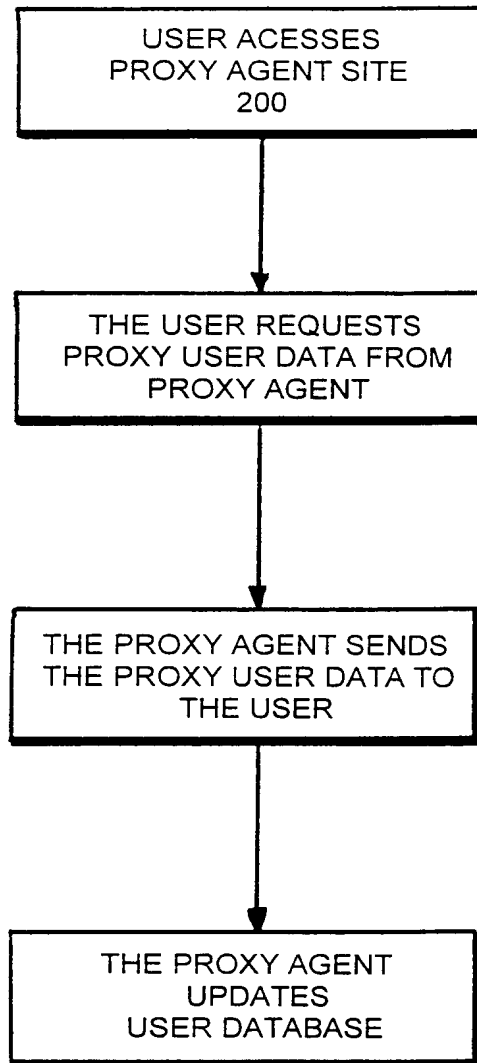 USER ACESSES
PROXY AGENT SITE
200
THE USER REQUESTS
PROXY USER DATA FROM
PROXY AGENT
THE PROXY AGENT SENDS
THE PROXY USER DATA TO
THE USER
THE PROXY AGENT
UPDATES
USER DATABASE